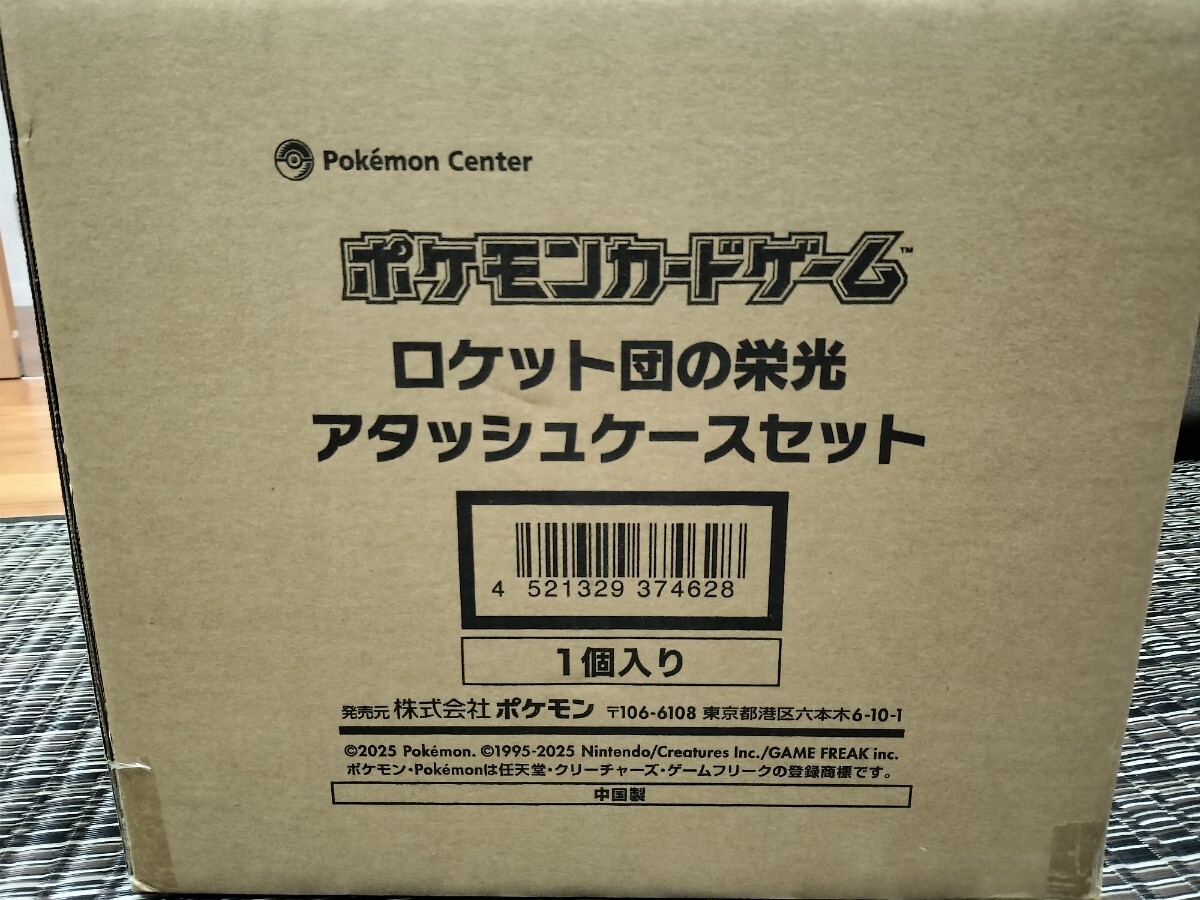 Pokémon Center
ポケモンカードゲーム™
ロケット団の栄光
アタッシュケースセット
4 521329 374628
1個入り
発売元 株式会社 ポケモン 〒106-6108 東京都港区六本木6-10-1
©2025 Pokémon. ©1995-2025 Nintendo/Creatures Inc./GAME FREAK inc.
ポケモン・Pokémonは任天堂・クリーチャーズ・ゲームフリークの登録商標です。
中国製